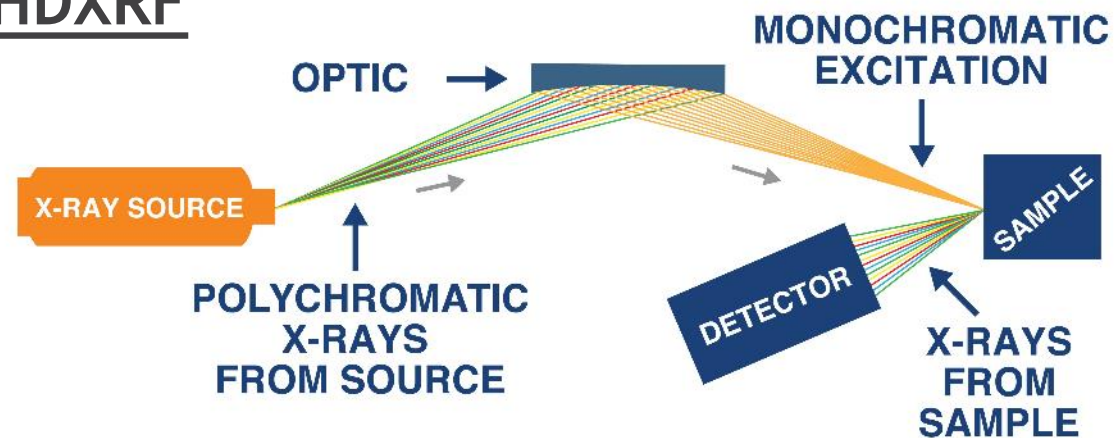 HDXRF
OPTIC
MONOCHROMATIC
EXCITATION
X-RAY SOURCE
SAMPLE
DETECTOR
POLYCHROMATIC
X-RAYS
FROM SOURCE
X-RAYS
FROM
SAMPLE